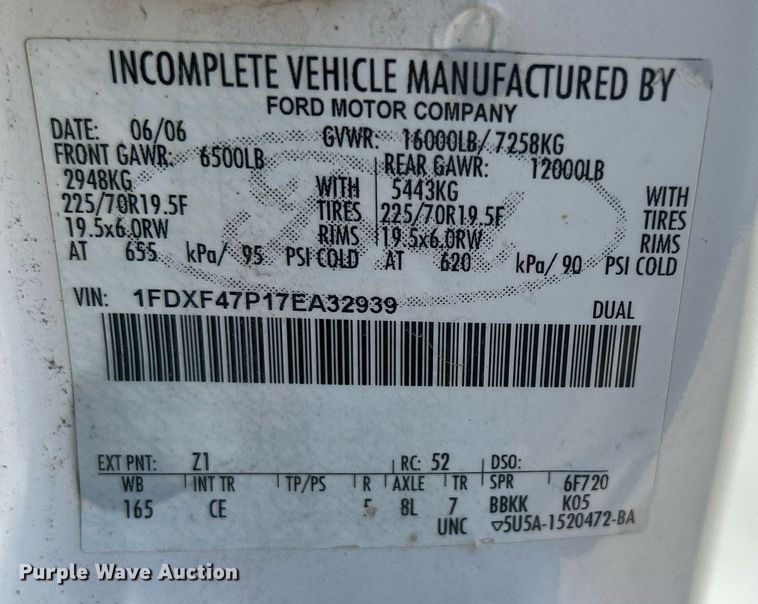 INCOMPLETE VEHICLE MANUFACTURED BY
FORD MOTOR COMPANY
DATE: 06/06 GVWR: 16000LB/ 7258KG
FRONT GAWR: 6500LB REAR GAWR: 12000LB
2948KG WITH 5443KG WITH
225/70R19.5F TIRES 225/70R19.5F TIRES
19.5x6.0RW RIMS 19.5x6.0RW RIMS
AT 655 kPa/ 95 PSI COLD AT 620 kPa/ 90 PSI COLD
VIN: 1FDXF47P17EA32939 DUAL
EXT PNT: Z1 RC: 52 DSO:
WB INT TR TP/PS R AXLE TR SPR 6F720
165 CE 5 8L 7 BBKK K05
UNC ▽5U5A-1520472-BA
Purple Wave Auction